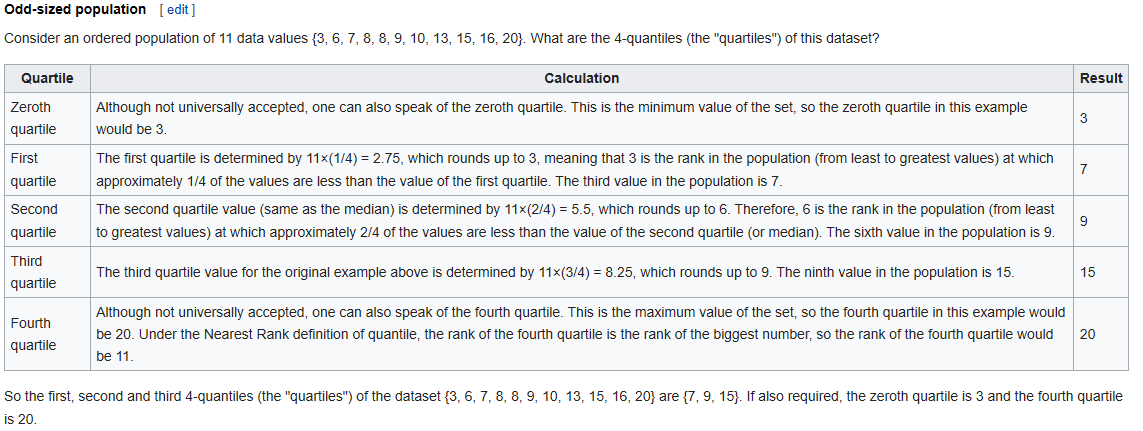 Odd-sized population [ edit ]
Consider an ordered population of 11 data values {3, 6, 7, 8, 8, 9, 10, 13, 15, 16, 20}. What are the 4-quantiles (the "quartiles") of this dataset?
Quartile Calculation Result
Zeroth quartile
Although not universally accepted, one can also speak of the zeroth quartile. This is the minimum value of the set, so the zeroth quartile in this example
would be 3.
3
First quartile
The first quartile is determined by 11×(1/4) = 2.75, which rounds up to 3, meaning that 3 is the rank in the population (from least to greatest values) at which
approximately 1/4 of the values are less than the value of the first quartile. The third value in the population is 7.
7
Second quartile
The second quartile value (same as the median) is determined by 11×(2/4) = 5.5, which rounds up to 6. Therefore, 6 is the rank in the population (from least
to greatest values) at which approximately 2/4 of the values are less than the value of the second quartile (or median). The sixth value in the population is 9.
9
Third quartile
The third quartile value for the original example above is determined by 11×(3/4) = 8.25, which rounds up to 9. The ninth value in the population is 15.
15
Fourth quartile
Although not universally accepted, one can also speak of the fourth quartile. This is the maximum value of the set, so the fourth quartile in this example would
be 20. Under the Nearest Rank definition of quantile, the rank of the fourth quartile is the rank of the biggest number, so the rank of the fourth quartile would
be 11.
20
So the first, second and third 4-quantiles (the "quartiles") of the dataset {3, 6, 7, 8, 8, 9, 10, 13, 15, 16, 20} are {7, 9, 15}. If also required, the zeroth quartile is 3 and the fourth quartile
is 20.